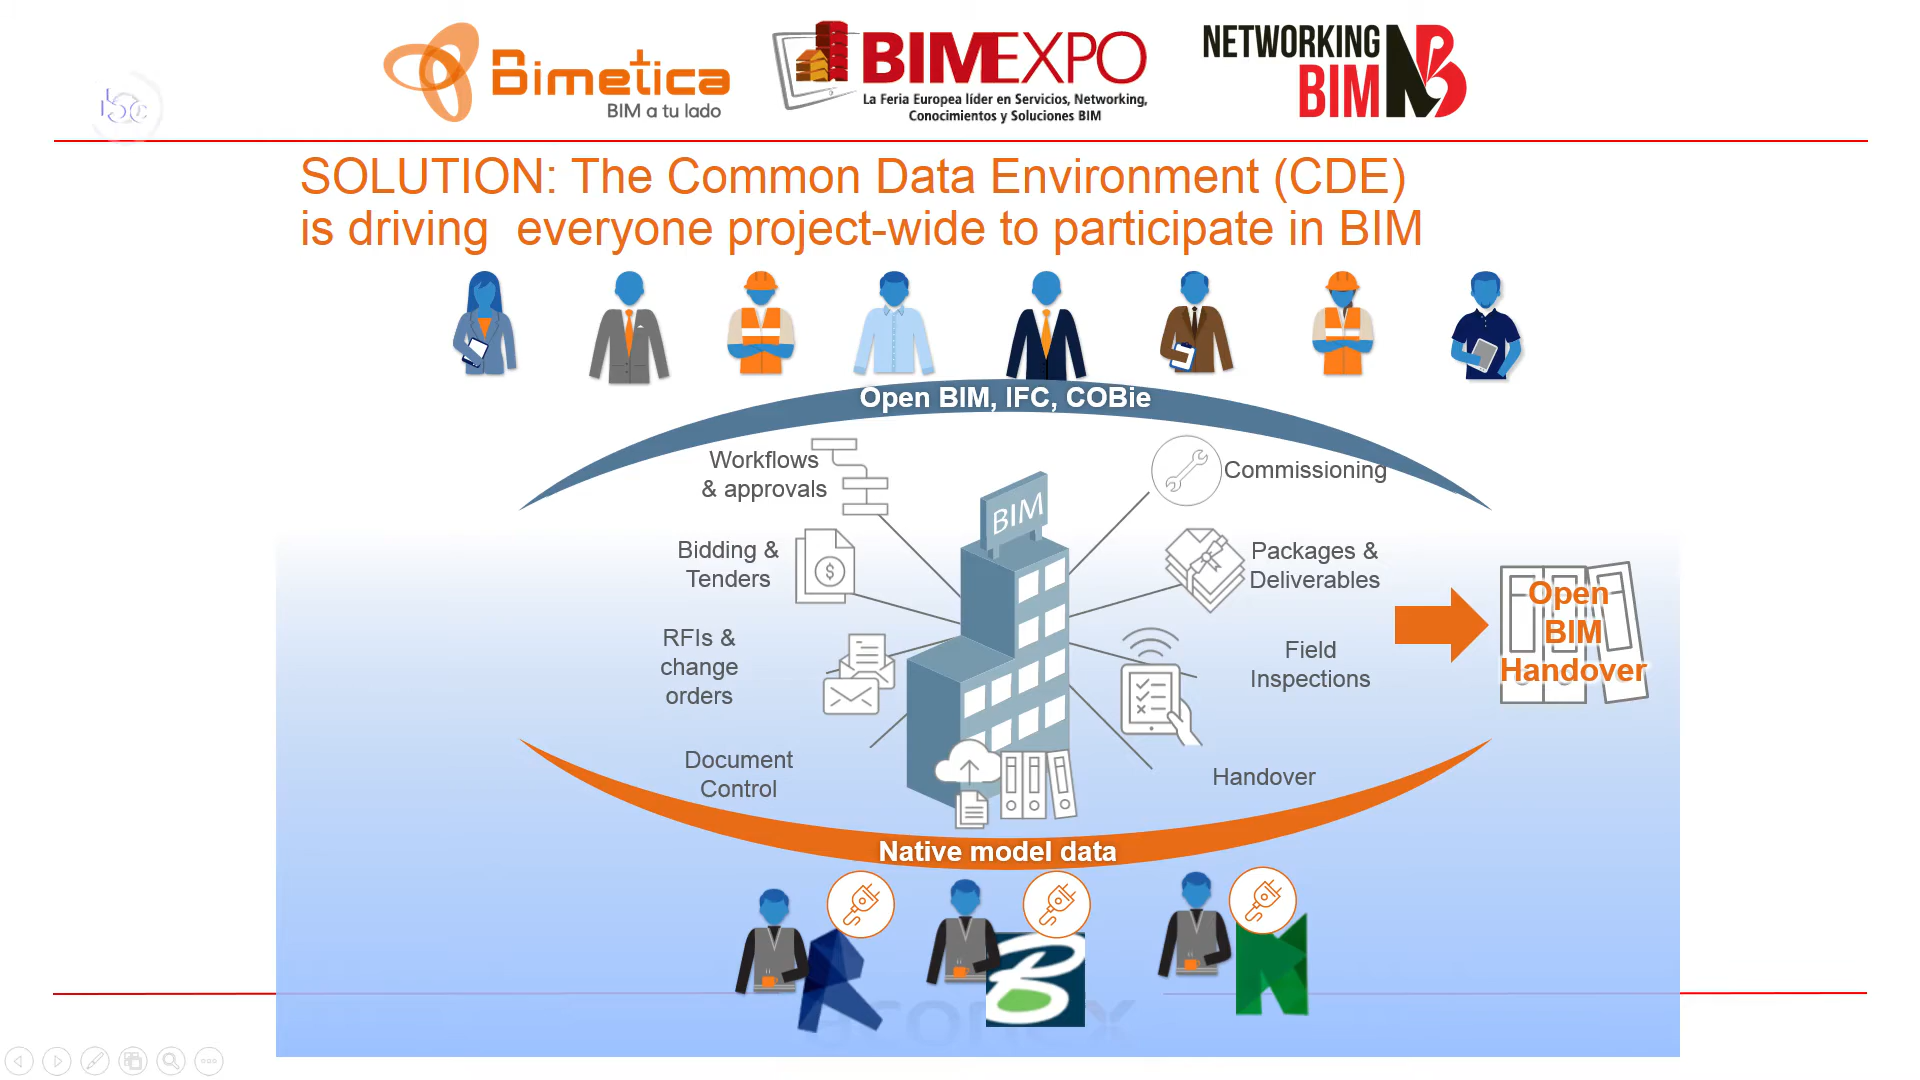 Bimetica
BIM a tu lado
BIMEXPO
La Feria Europea líder en Servicios, Networking,
Conocimientos y Soluciones BIM
NETWORKING
BIM
SOLUTION: The Common Data Environment (CDE)
is driving everyone project-wide to participate in BIM
Open BIM, IFC, COBie
Workflows
& approvals
Commissioning
BIM
Bidding &
Tenders
Packages &
Deliverables
Open
BIM
Handover
RFIs &
change
orders
Field
Inspections
Document
Control
Handover
Native model data
aconex